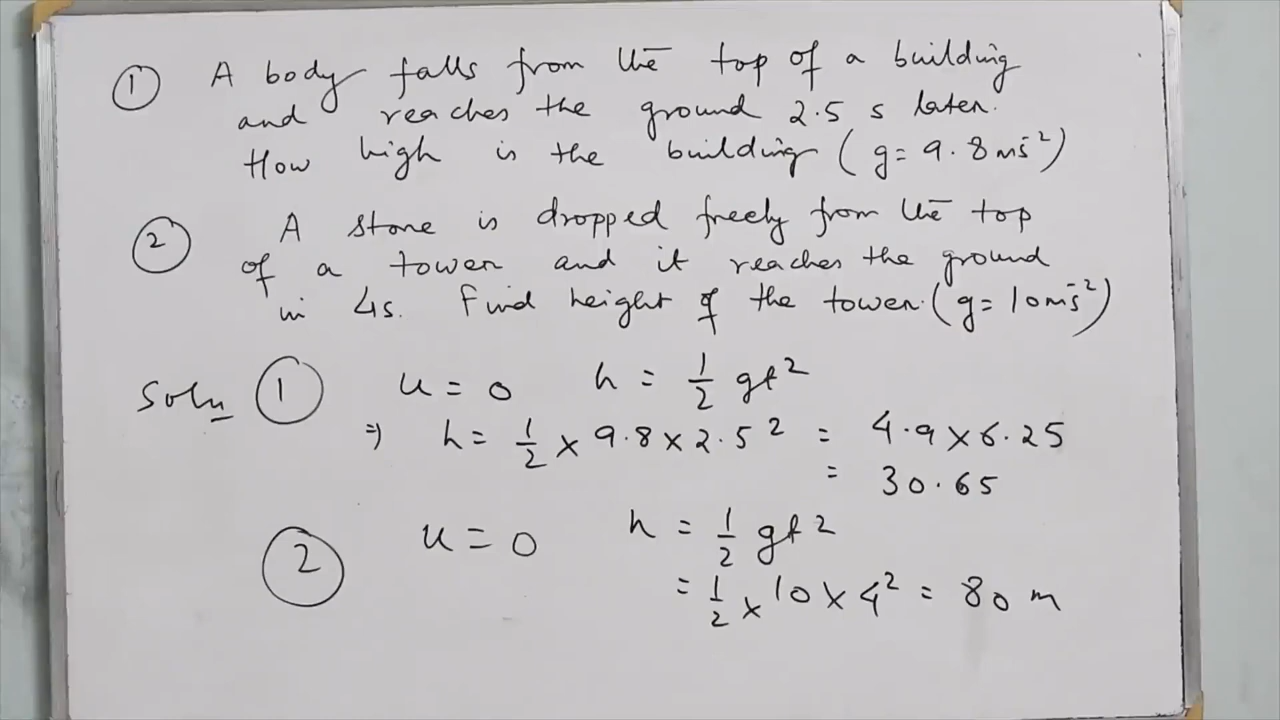 ① A body falls from the top of a building
and reaches the ground 2.5 s later.
How high is the building (g = 9.8 ms⁻²)
② A stone is dropped freely from the top
of a tower and it reaches the ground
in 4s. Find height of the tower. (g = 10 ms⁻²)
Soln ① u = 0 h = 1/2 gt²
⇒ h = 1/2 × 9.8 × 2.5² = 4.9 × 6.25
= 30.65
② u = 0 h = 1/2 gt²
= 1/2 × 10 × 4² = 80 m